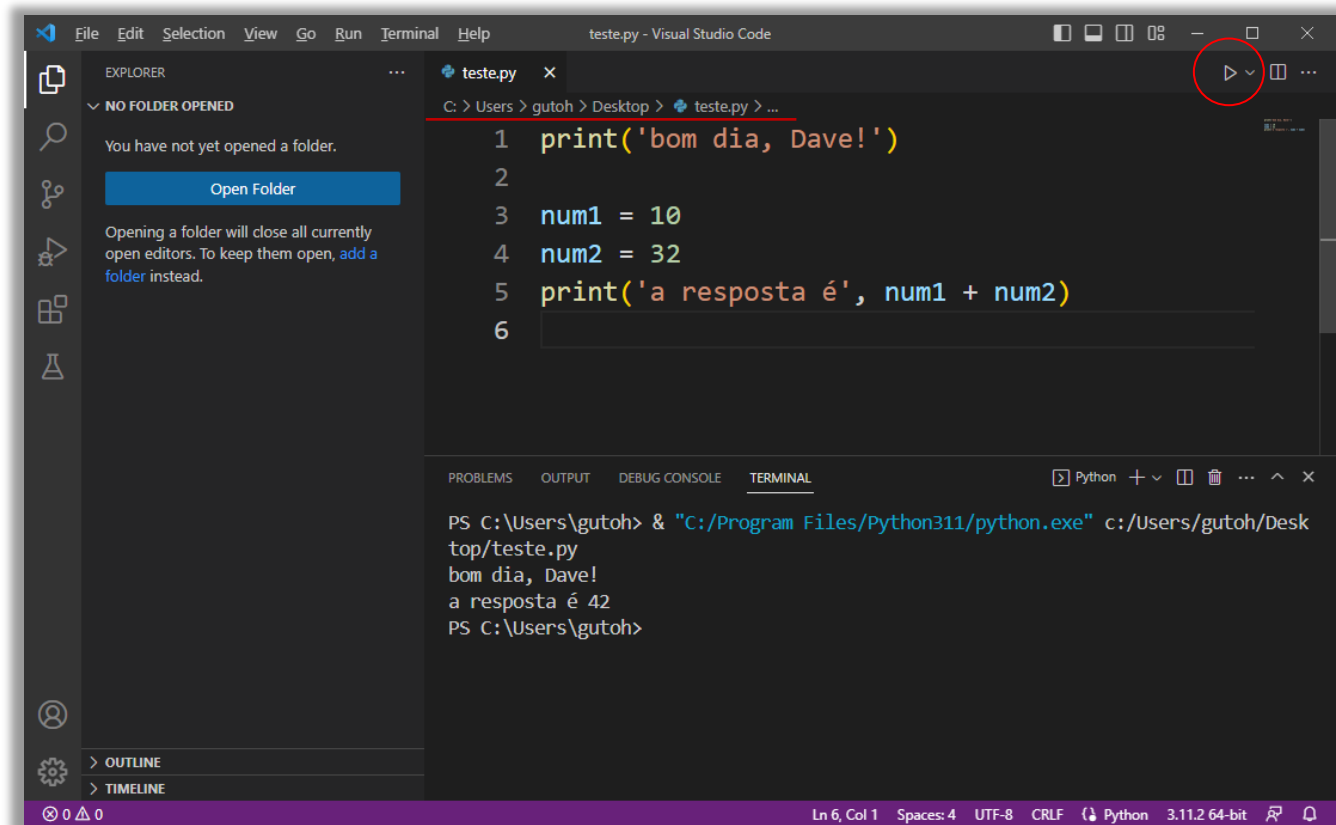 File Edit Selection View Go Run Terminal Help teste.py - Visual Studio Code
EXPLORER
NO FOLDER OPENED
You have not yet opened a folder.
Open Folder
Opening a folder will close all currently
open editors. To keep them open, add a
folder instead.
OUTLINE
TIMELINE
teste.py
C: > Users > gutoh > Desktop > teste.py > ...
1 print('bom dia, Dave!')
2
3 num1 = 10
4 num2 = 32
5 print('a resposta é', num1 + num2)
6
PROBLEMS OUTPUT DEBUG CONSOLE TERMINAL Python
PS C:\Users\gutoh> & "C:/Program Files/Python311/python.exe" c:/Users/gutoh/Desk
top/teste.py
bom dia, Dave!
a resposta é 42
PS C:\Users\gutoh>
0 0 Ln 6, Col 1 Spaces: 4 UTF-8 CRLF Python 3.11.2 64-bit